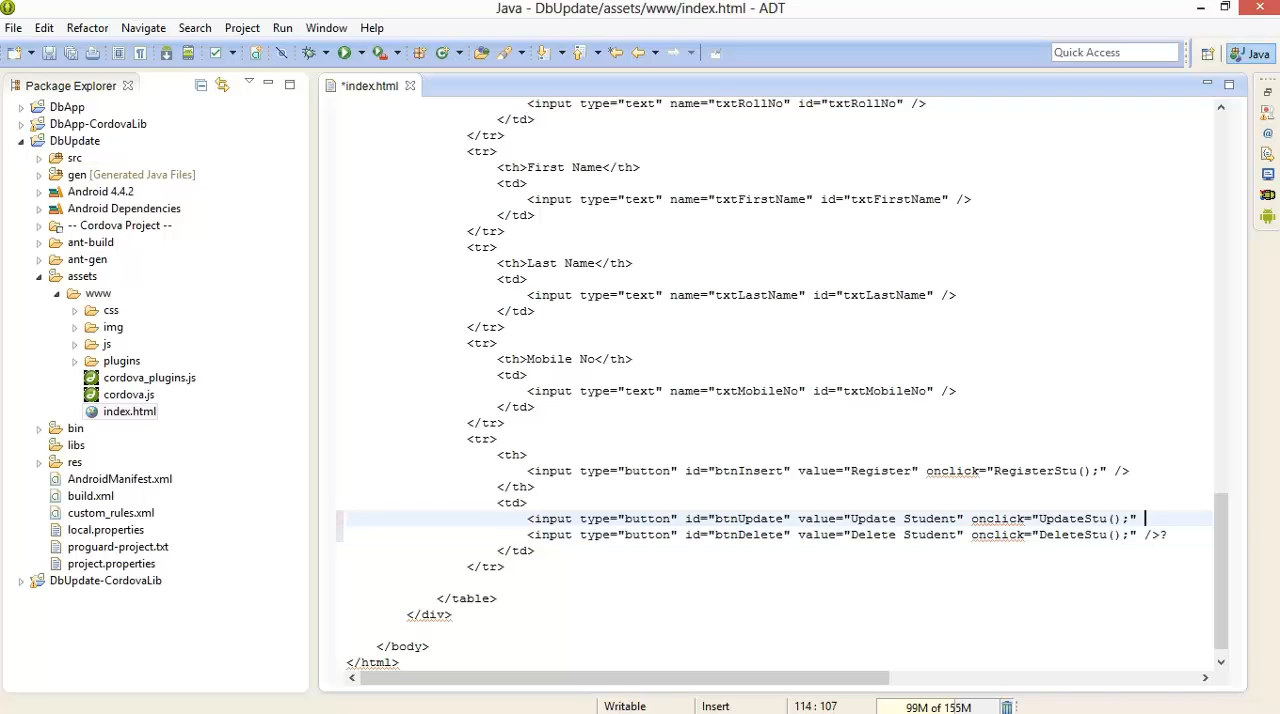 Java - DbUpdate/assets/www/index.html - ADT
File Edit Refactor Navigate Search Project Run Window Help
Quick Access
Java
Package Explorer
*index.html
DbApp
DbApp-CordovaLib
DbUpdate
src
gen [Generated Java Files]
Android 4.4.2
Android Dependencies
-- Cordova Project --
ant-build
ant-gen
assets
www
css
img
js
plugins
cordova_plugins.js
cordova.js
index.html
bin
libs
res
AndroidManifest.xml
build.xml
custom_rules.xml
local.properties
proguard-project.txt
project.properties
DbUpdate-CordovaLib
<input type="text" name="txtRollNo" id="txtRollNo" />
</td>
</tr>
<tr>
<th>First Name</th>
<td>
<input type="text" name="txtFirstName" id="txtFirstName" />
</td>
</tr>
<tr>
<th>Last Name</th>
<td>
<input type="text" name="txtLastName" id="txtLastName" />
</td>
</tr>
<tr>
<th>Mobile No</th>
<td>
<input type="text" name="txtMobileNo" id="txtMobileNo" />
</td>
</tr>
<tr>
<th>
<input type="button" id="btnInsert" value="Register" onclick="RegisterStu();" />
</th>
<td>
<input type="button" id="btnUpdate" value="Update Student" onclick="UpdateStu();"
<input type="button" id="btnDelete" value="Delete Student" onclick="DeleteStu();" />?
</td>
</tr>
</table>
</div>
</body>
</html>
Writable Insert 114 : 107 99M of 155M